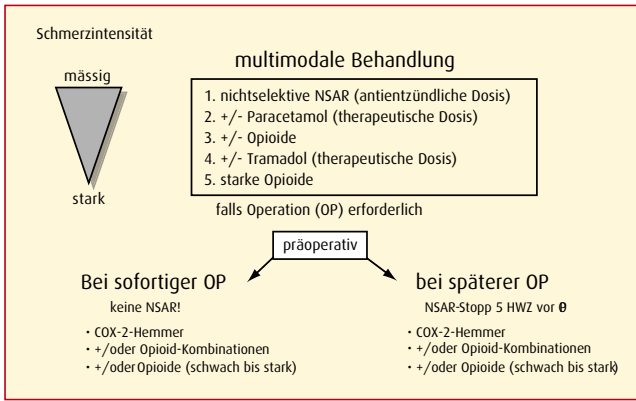 Schmerzintensität
mässig
stark
multimodale Behandlung
1. nichtselektive NSAR (antientzündliche Dosis)
2. +/- Paracetamol (therapeutische Dosis)
3. +/- Opioide
4. +/- Tramadol (therapeutische Dosis)
5. starke Opioide
falls Operation (OP) erforderlich
präoperativ
Bei sofortiger OP
keine NSAR!
• COX-2-Hemmer
• +/oder Opioid-Kombinationen
• +/oder Opioide (schwach bis stark)
bei späterer OP
NSAR-Stopp 5 HWZ vor
• COX-2-Hemmer
• +/oder Opioid-Kombinationen
• +/oder Opioide (schwach bis stark)